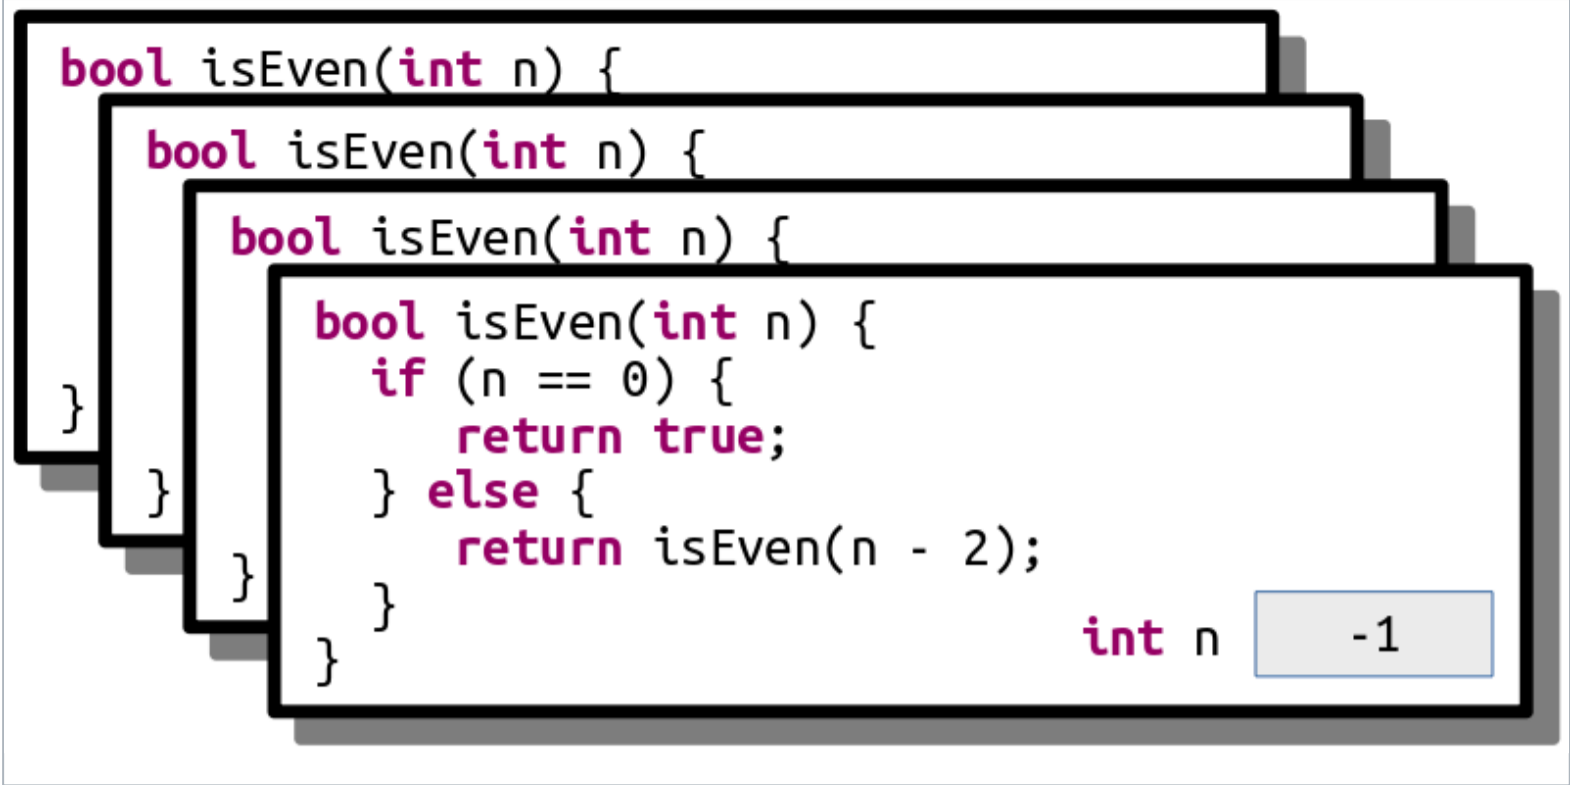 bool isEven(int n) {
bool isEven(int n) {
bool isEven(int n) {
bool isEven(int n) {
if (n == 0) {
return true;
} else {
return isEven(n - 2);
}
}
int n -1
}
}
}